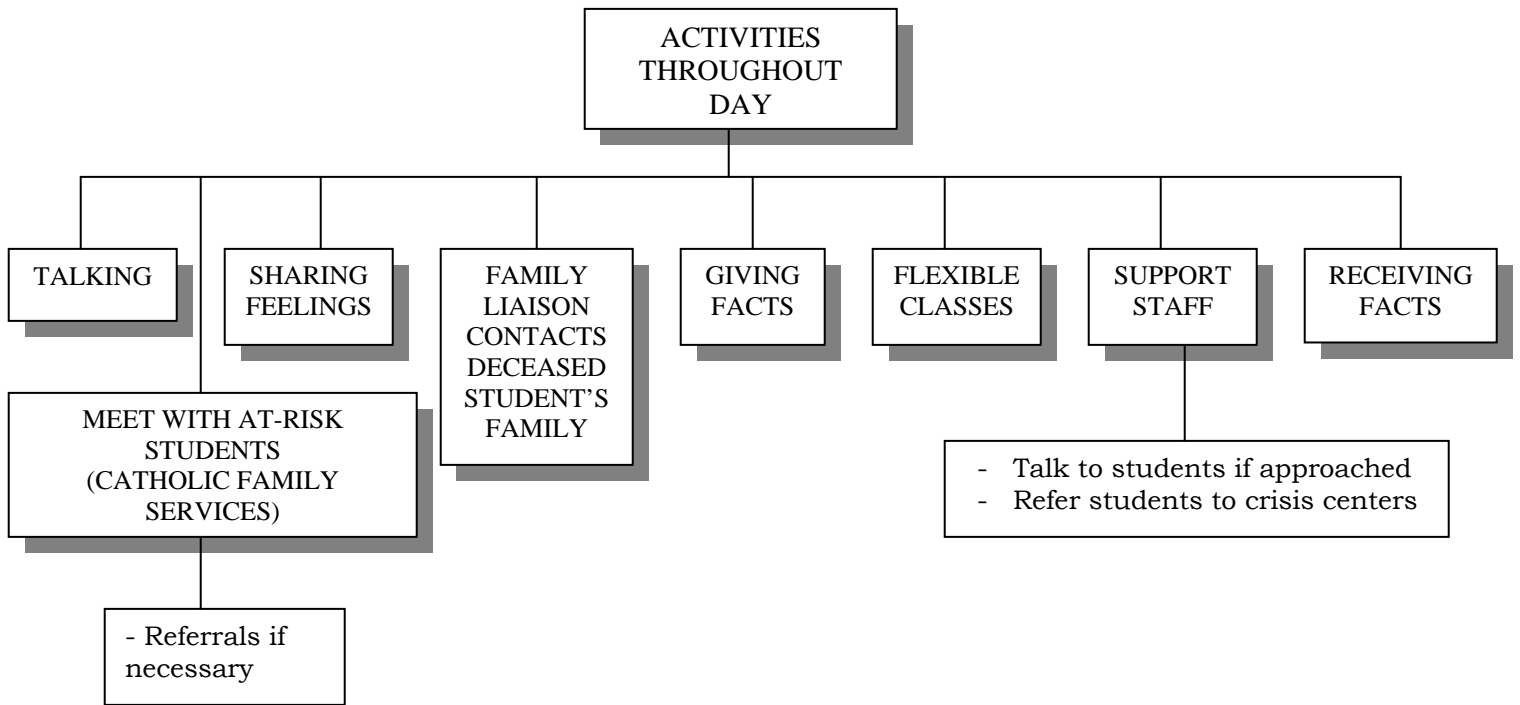 ACTIVITIES
THROUGHOUT
DAY
TALKING
SHARING
FEELINGS
FAMILY
LIAISON
CONTACTS
DECEASED
STUDENT’S
FAMILY
GIVING
FACTS
FLEXIBLE
CLASSES
SUPPORT
STAFF
RECEIVING
FACTS
MEET WITH AT-RISK
STUDENTS
(CATHOLIC FAMILY
SERVICES)
- Talk to students if approached
- Refer students to crisis centers
- Referrals if
necessary